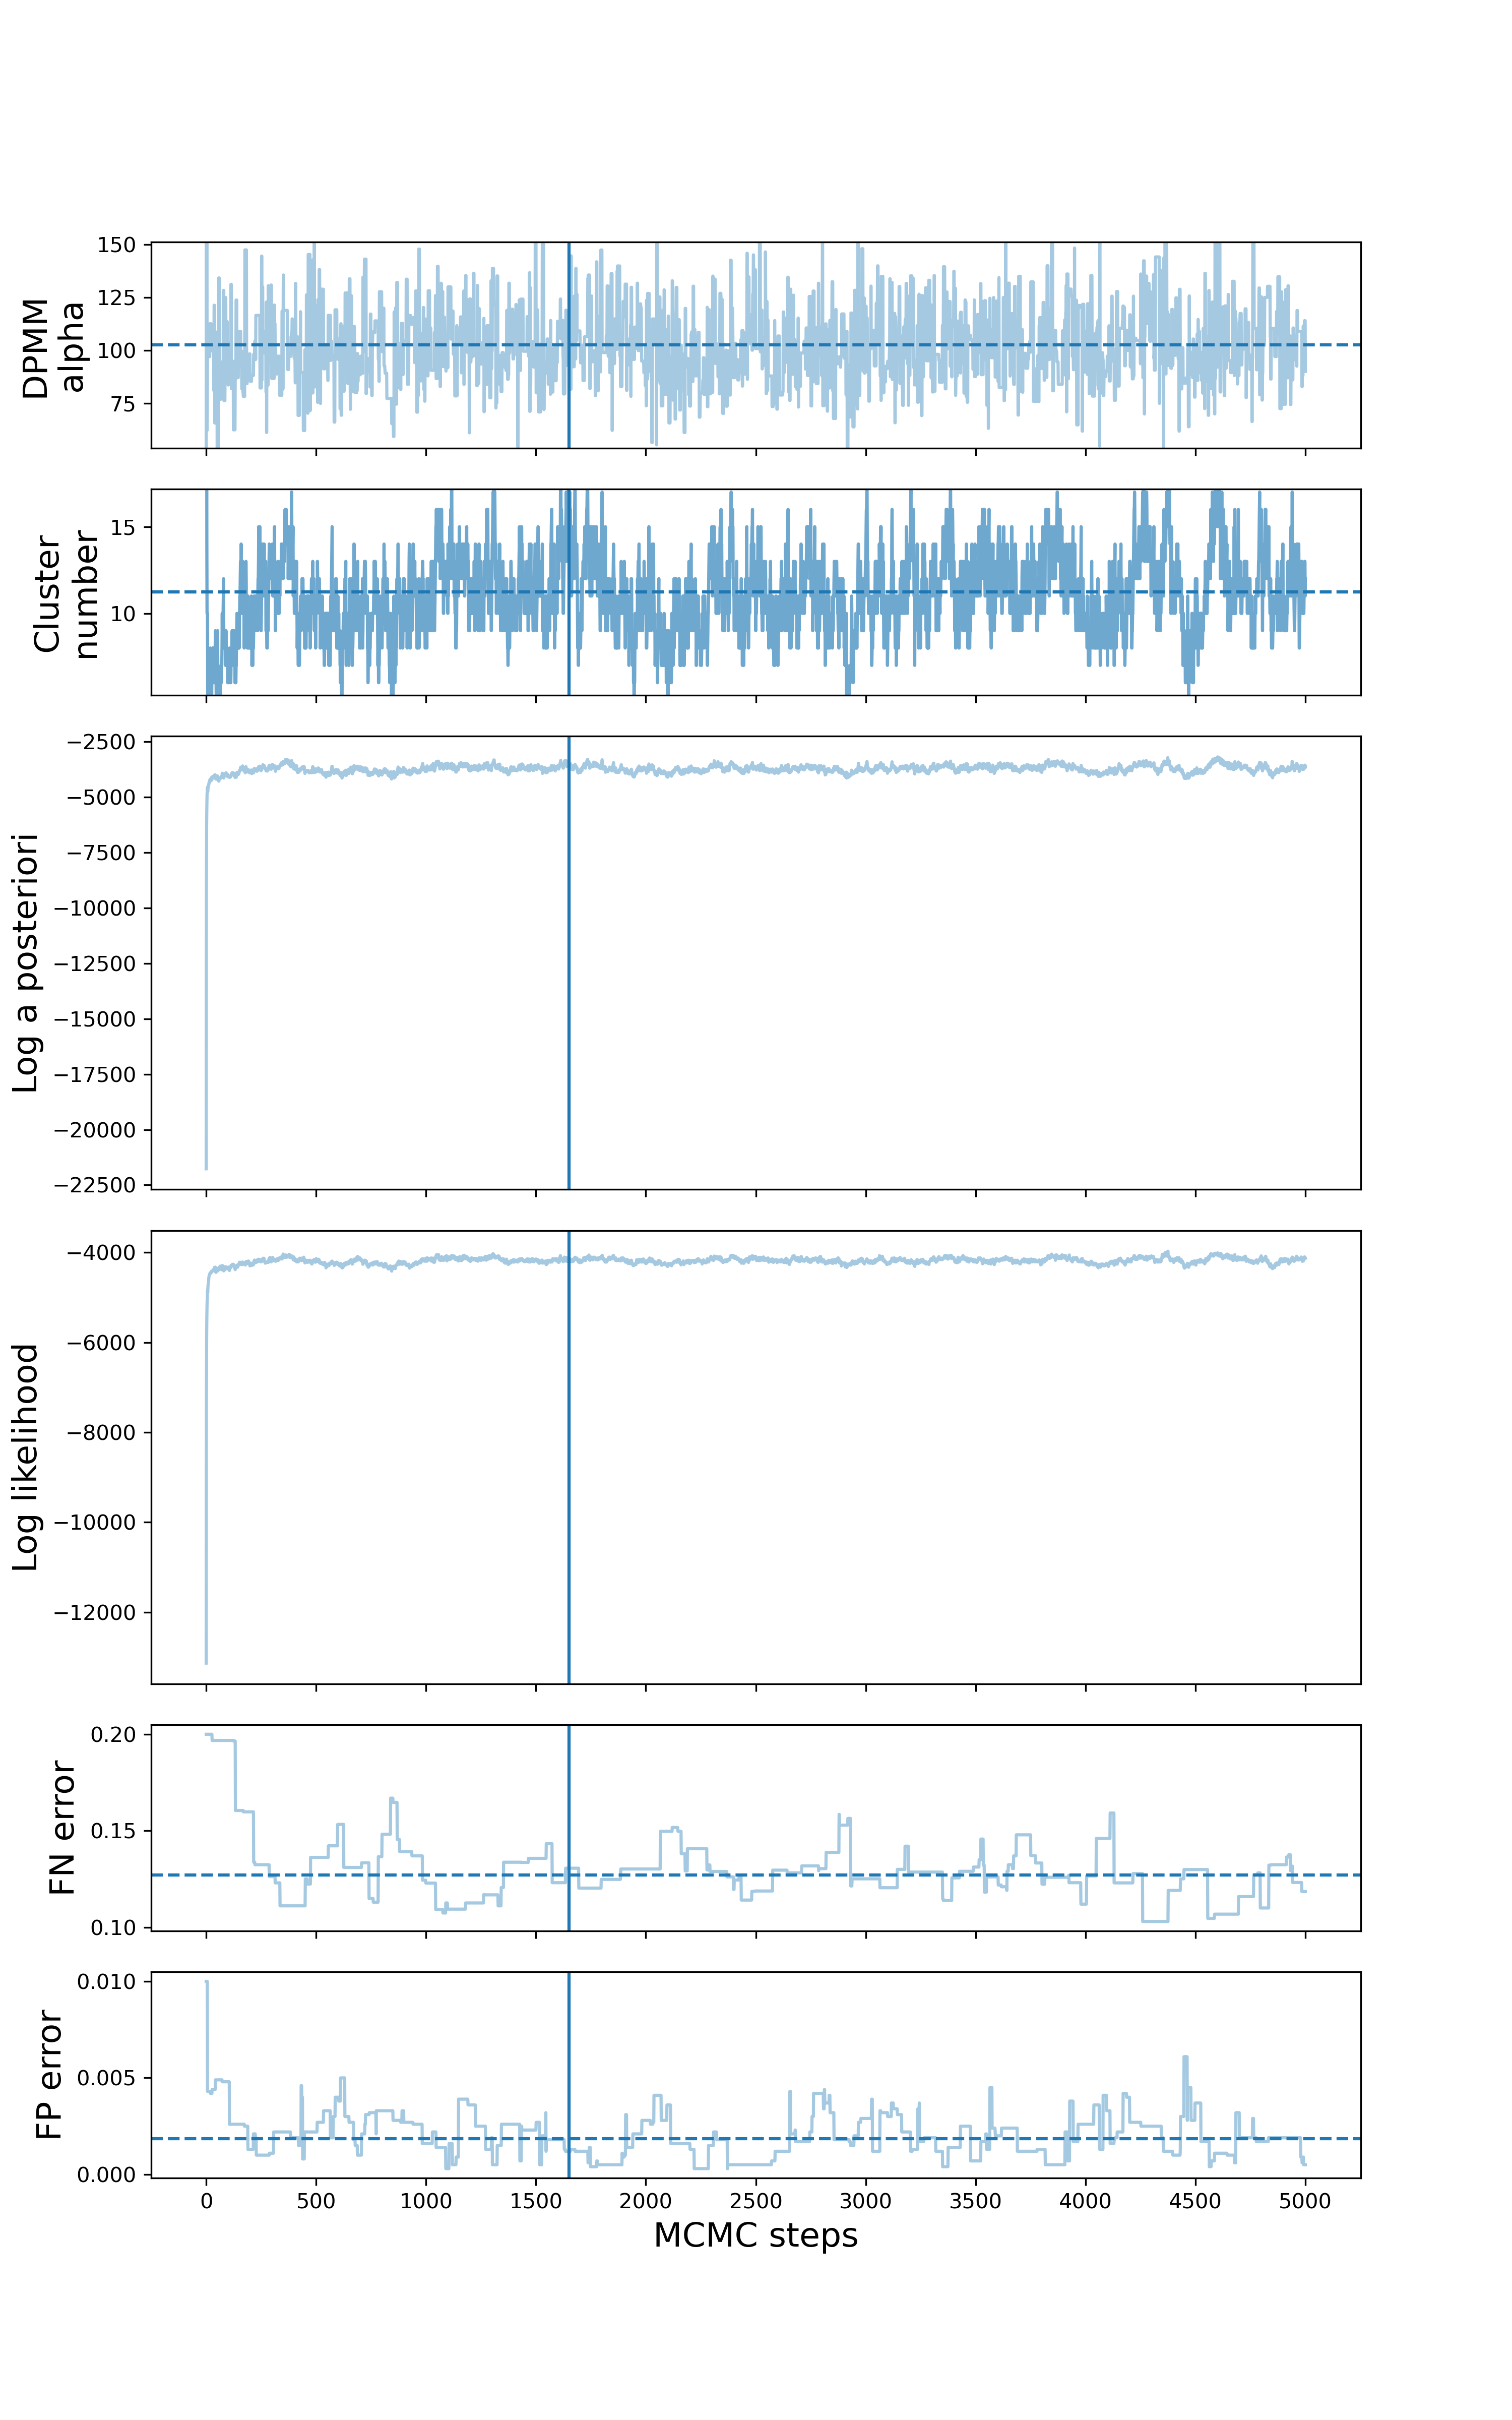 DPMM
alpha
150
125
100
75
Cluster
number
15
10
Log a posteriori
−2500
−5000
−7500
−10000
−12500
−15000
−17500
−20000
−22500
Log likelihood
−4000
−6000
−8000
−10000
−12000
FN error
0.20
0.15
0.10
FP error
0.010
0.005
0.000
0 500 1000 1500 2000 2500 3000 3500 4000 4500 5000
MCMC steps